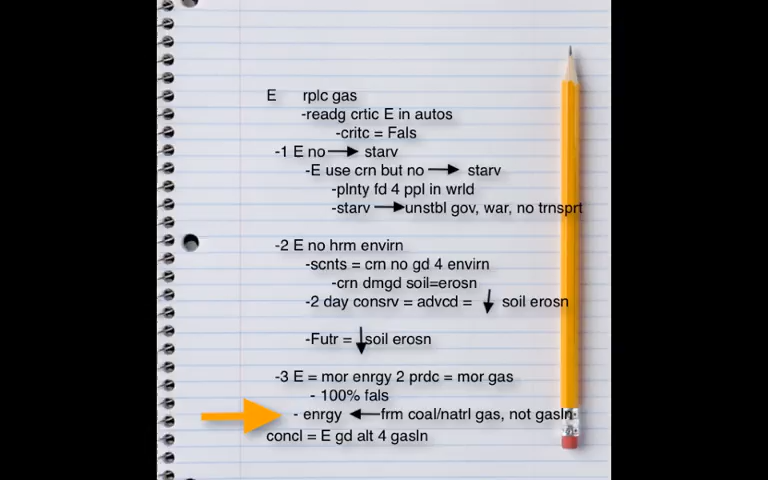 E rplc gas
-readg crtic E in autos
-critc = Fals
-1 E no → starv
-E use crn but no → starv
-plnty fd 4 ppl in wrld
-starv → unstbl gov, war, no trnsprt
-2 E no hrm envirn
-scnts = crn no gd 4 envirn
-crn dmgd soil=erosn
-2 day consrv = advcd = ↓ soil erosn
-Futr = ↓ soil erosn
-3 E = mor enrgy 2 prdc = mor gas
- 100% fals
- enrgy ← frm coal/natrl gas, not gasln
concl = E gd alt 4 gasln